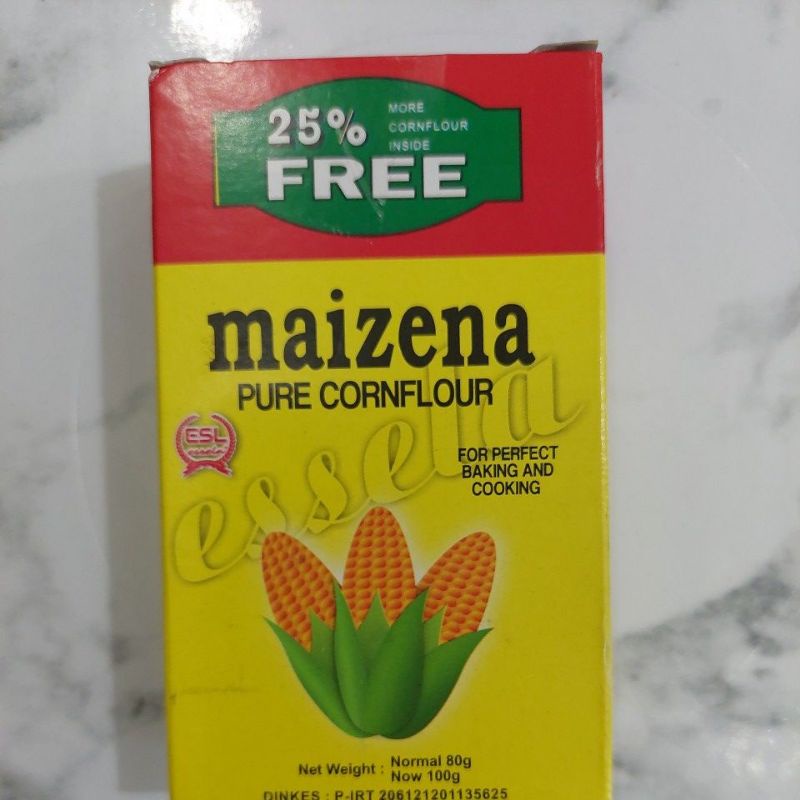 25% MORE
CORNFLOUR
INSIDE
FREE
maizena
PURE CORNFLOUR
essella
ESL
essela
FOR PERFECT
BAKING AND
COOKING
Net Weight : Normal 80g
Now 100g
DINKES : P-IRT 206121201135625